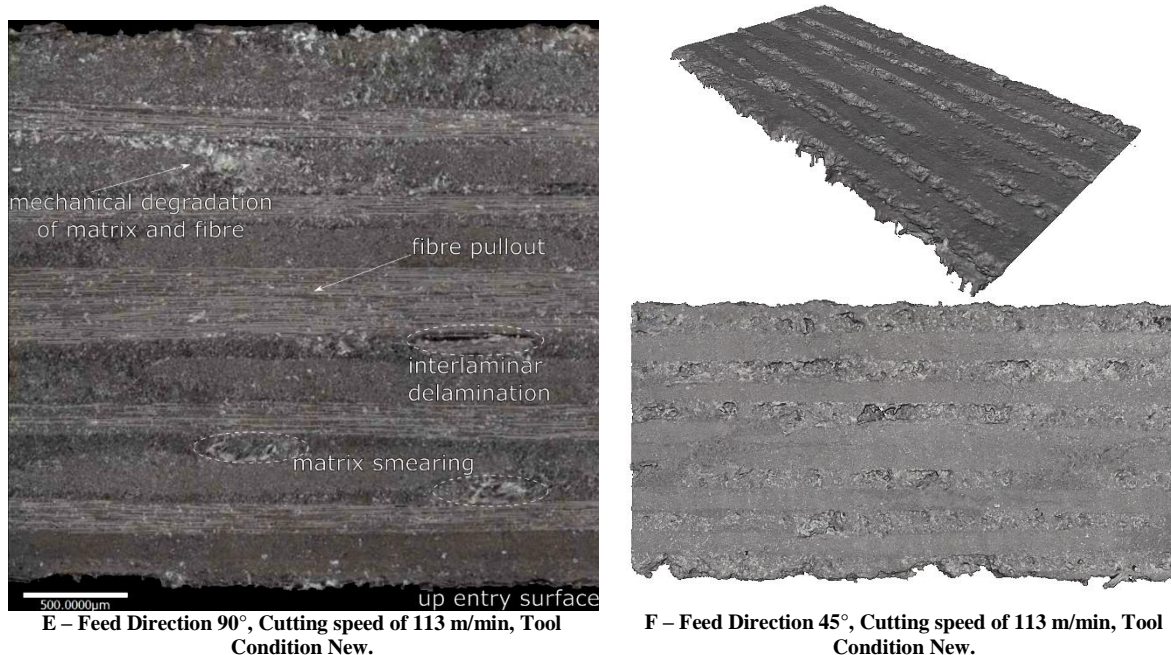 mechanical degradation
of matrix and fibre
fibre pullout
interlaminar
delamination
matrix smearing
500.0000µm
up entry surface
E – Feed Direction 90°, Cutting speed of 113 m/min, Tool
Condition New.
F – Feed Direction 45°, Cutting speed of 113 m/min, Tool
Condition New.